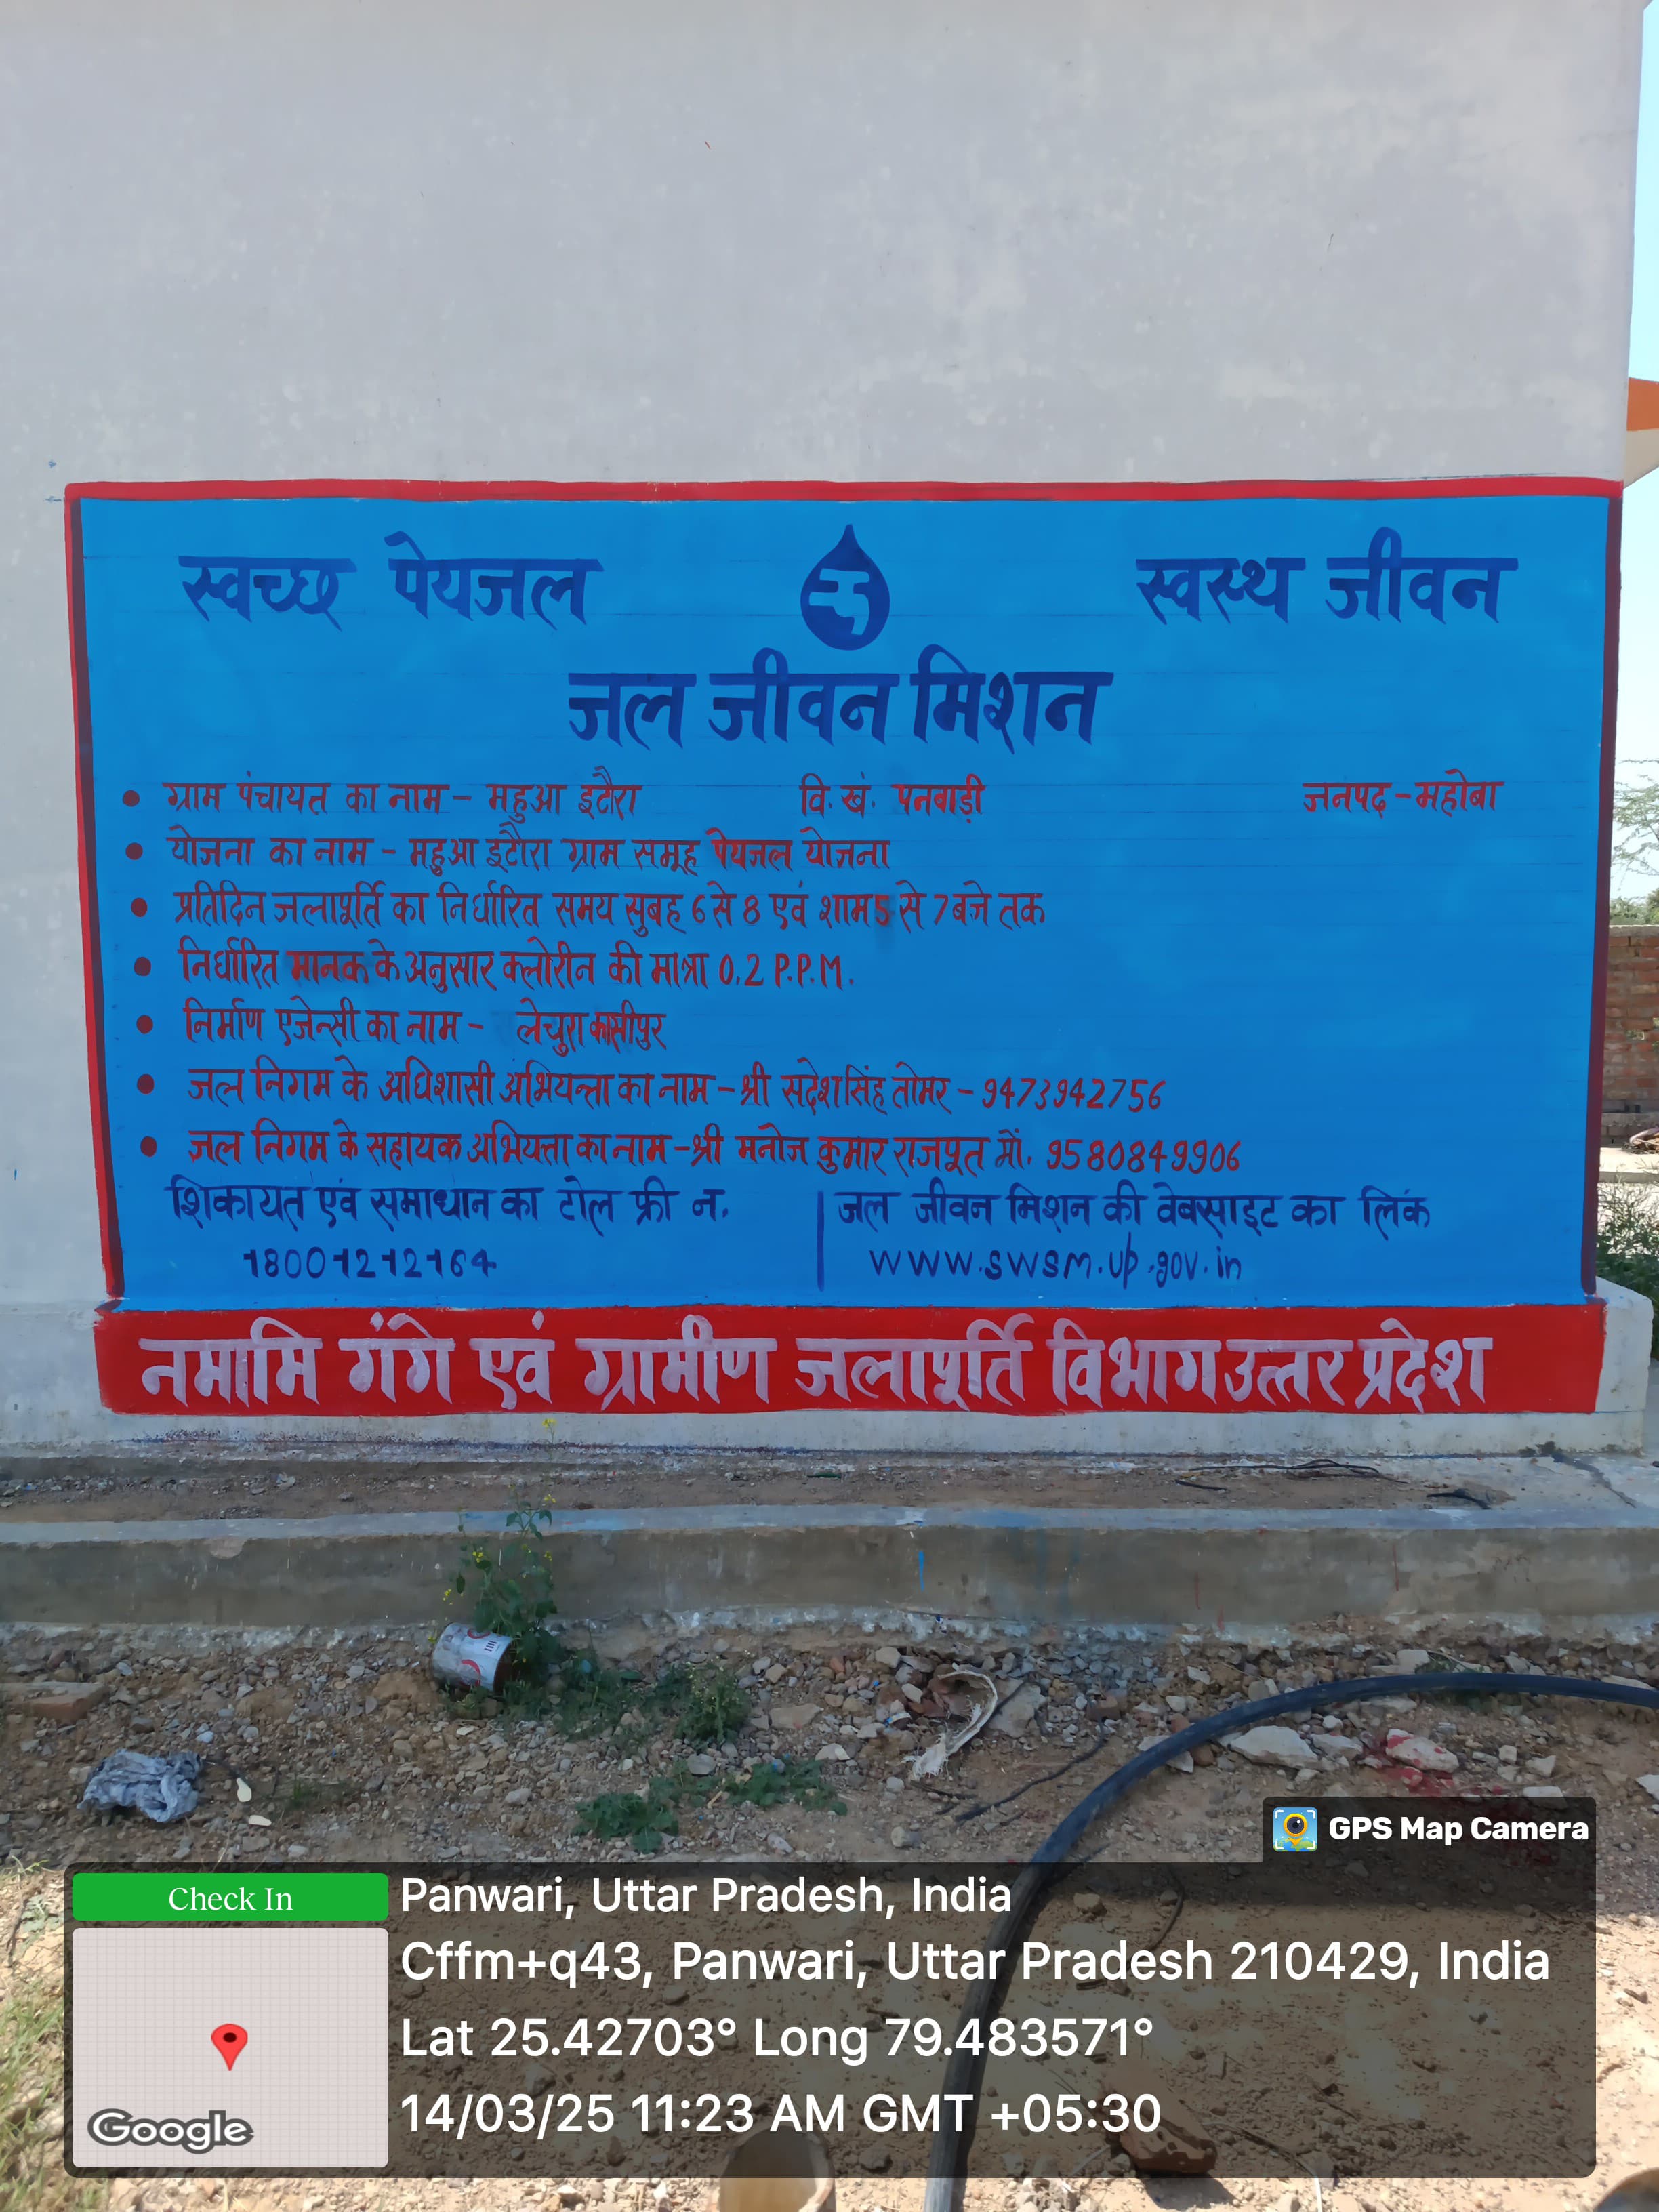 स्वच्छ पेयजल स्वस्थ जीवन
जल जीवन मिशन
• ग्राम पंचायत का नाम - महुआ इटौरा वि. खं. पनबाड़ी जनपद - महोबा
• योजना का नाम - महुआ इटौरा ग्राम समूह पेयजल योजना
• प्रतिदिन जलापूर्ति का निर्धारित समय सुबह 6 से 8 एवं शाम 5 से 7 बजे तक
• निर्धारित मानक के अनुसार क्लोरीन की मात्रा 0.2 P.P.M.
• निर्माण एजेन्सी का नाम - लेचुरा कासीपुर
• जल निगम के अधिशासी अभियन्ता का नाम - श्री सदेश सिंह तोमर - 9473942756
• जल निगम के सहायक अभियत्ता का नाम - श्री मनोज कुमार राजपूत मों. 9580849906
शिकायत एवं समाधान का टोल फ्री न. | जल जीवन मिशन की वेबसाइट का लिंक
18001212164 www.swsm.up.gov.in
नमामि गंगे एवं ग्रामीण जलापूर्ति विभाग उत्तर प्रदेश
GPS Map Camera
Check In
Panwari, Uttar Pradesh, India
Cffm+q43, Panwari, Uttar Pradesh 210429, India
Lat 25.42703° Long 79.483571°
14/03/25 11:23 AM GMT +05:30
Google